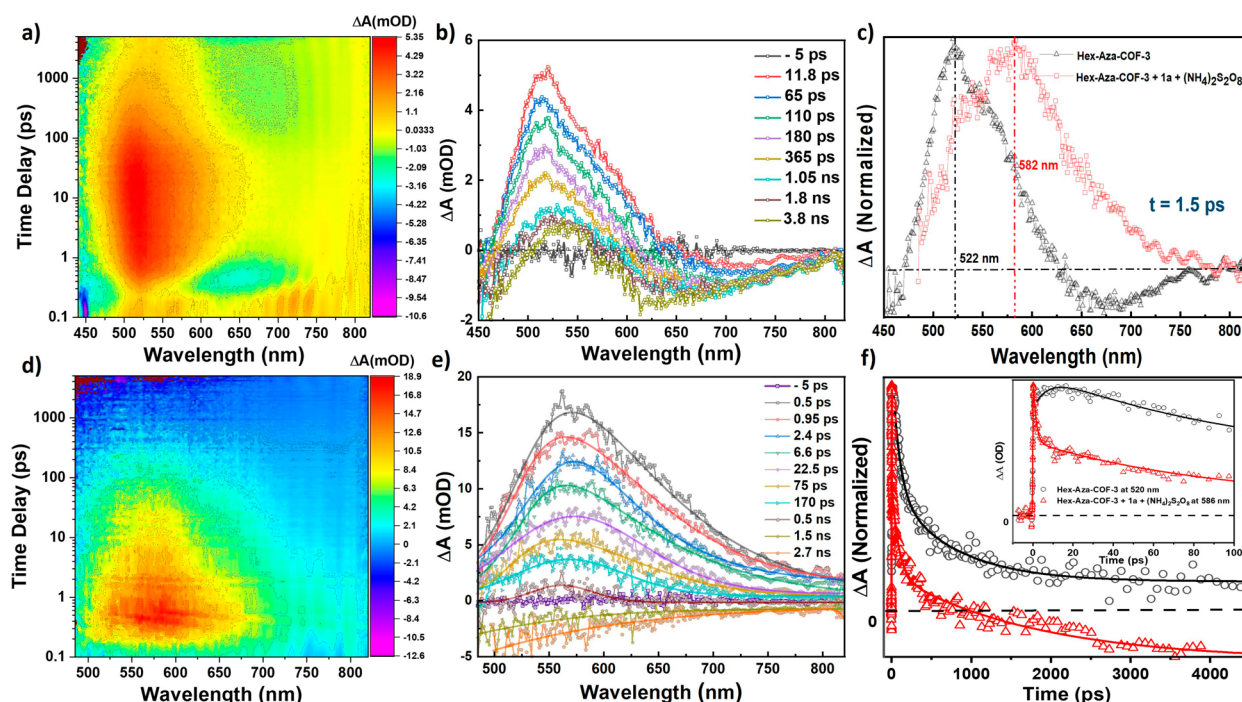 a)
ΔA(mOD)
5.35
4.29
3.22
2.16
1.10
0.0333
-1.03
-2.09
-3.16
-4.22
-5.28
-6.35
-7.41
-8.47
-9.54
-10.6
Time Delay (ps)
1000
100
10
1
0.1
450 500 550 600 650 700 750 800
Wavelength (nm)
b)
ΔA (mOD)
6
4
2
0
-2
- 5 ps
11.8 ps
65 ps
110 ps
180 ps
365 ps
1.05 ns
1.8 ns
3.8 ns
450 500 550 600 650 700 750 800
Wavelength (nm)
c)
ΔA (Normalized)
Hex-Aza-COF-3
Hex-Aza-COF-3 + 1a + (NH₄)₂S₂O₈
582 nm
t = 1.5 ps
522 nm
450 500 550 600 650 700 750 800
Wavelength (nm)
d)
ΔA(mOD)
18.9
16.8
14.7
12.6
10.5
8.40
6.30
4.20
2.10
0
-2.10
-4.20
-6.30
-8.40
-10.5
-12.6
Time Delay (ps)
1000
100
10
1
0.1
500 550 600 650 700 750 800
Wavelength (nm)
e)
ΔA (mOD)
20
15
10
5
0
-5
- 5 ps
0.5 ps
0.95 ps
2.4 ps
6.6 ps
22.5 ps
75 ps
170 ps
0.5 ns
1.5 ns
2.7 ns
500 550 600 650 700 750 800
Wavelength (nm)
f)
ΔA (Normalized)
0
ΔA (OD)
0
Hex-Aza-COF-3 at 520 nm
Hex-Aza-COF-3 + 1a + (NH₄)₂S₂O₈ at 586 nm
0 20 40 60 80 100
Time (ps)
0 1000 2000 3000 4000
Time (ps)